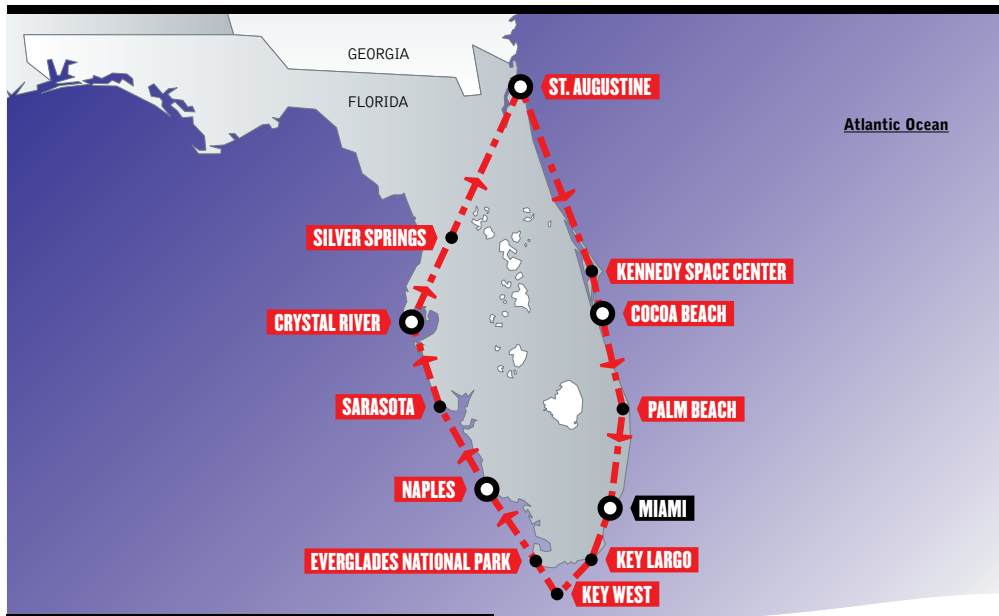 GEORGIA
FLORIDA
ST. AUGUSTINE
Atlantic Ocean
SILVER SPRINGS
KENNEDY SPACE CENTER
COCOA BEACH
CRYSTAL RIVER
SARASOTA
PALM BEACH
NAPLES
MIAMI
EVERGLADES NATIONAL PARK
KEY LARGO
KEY WEST